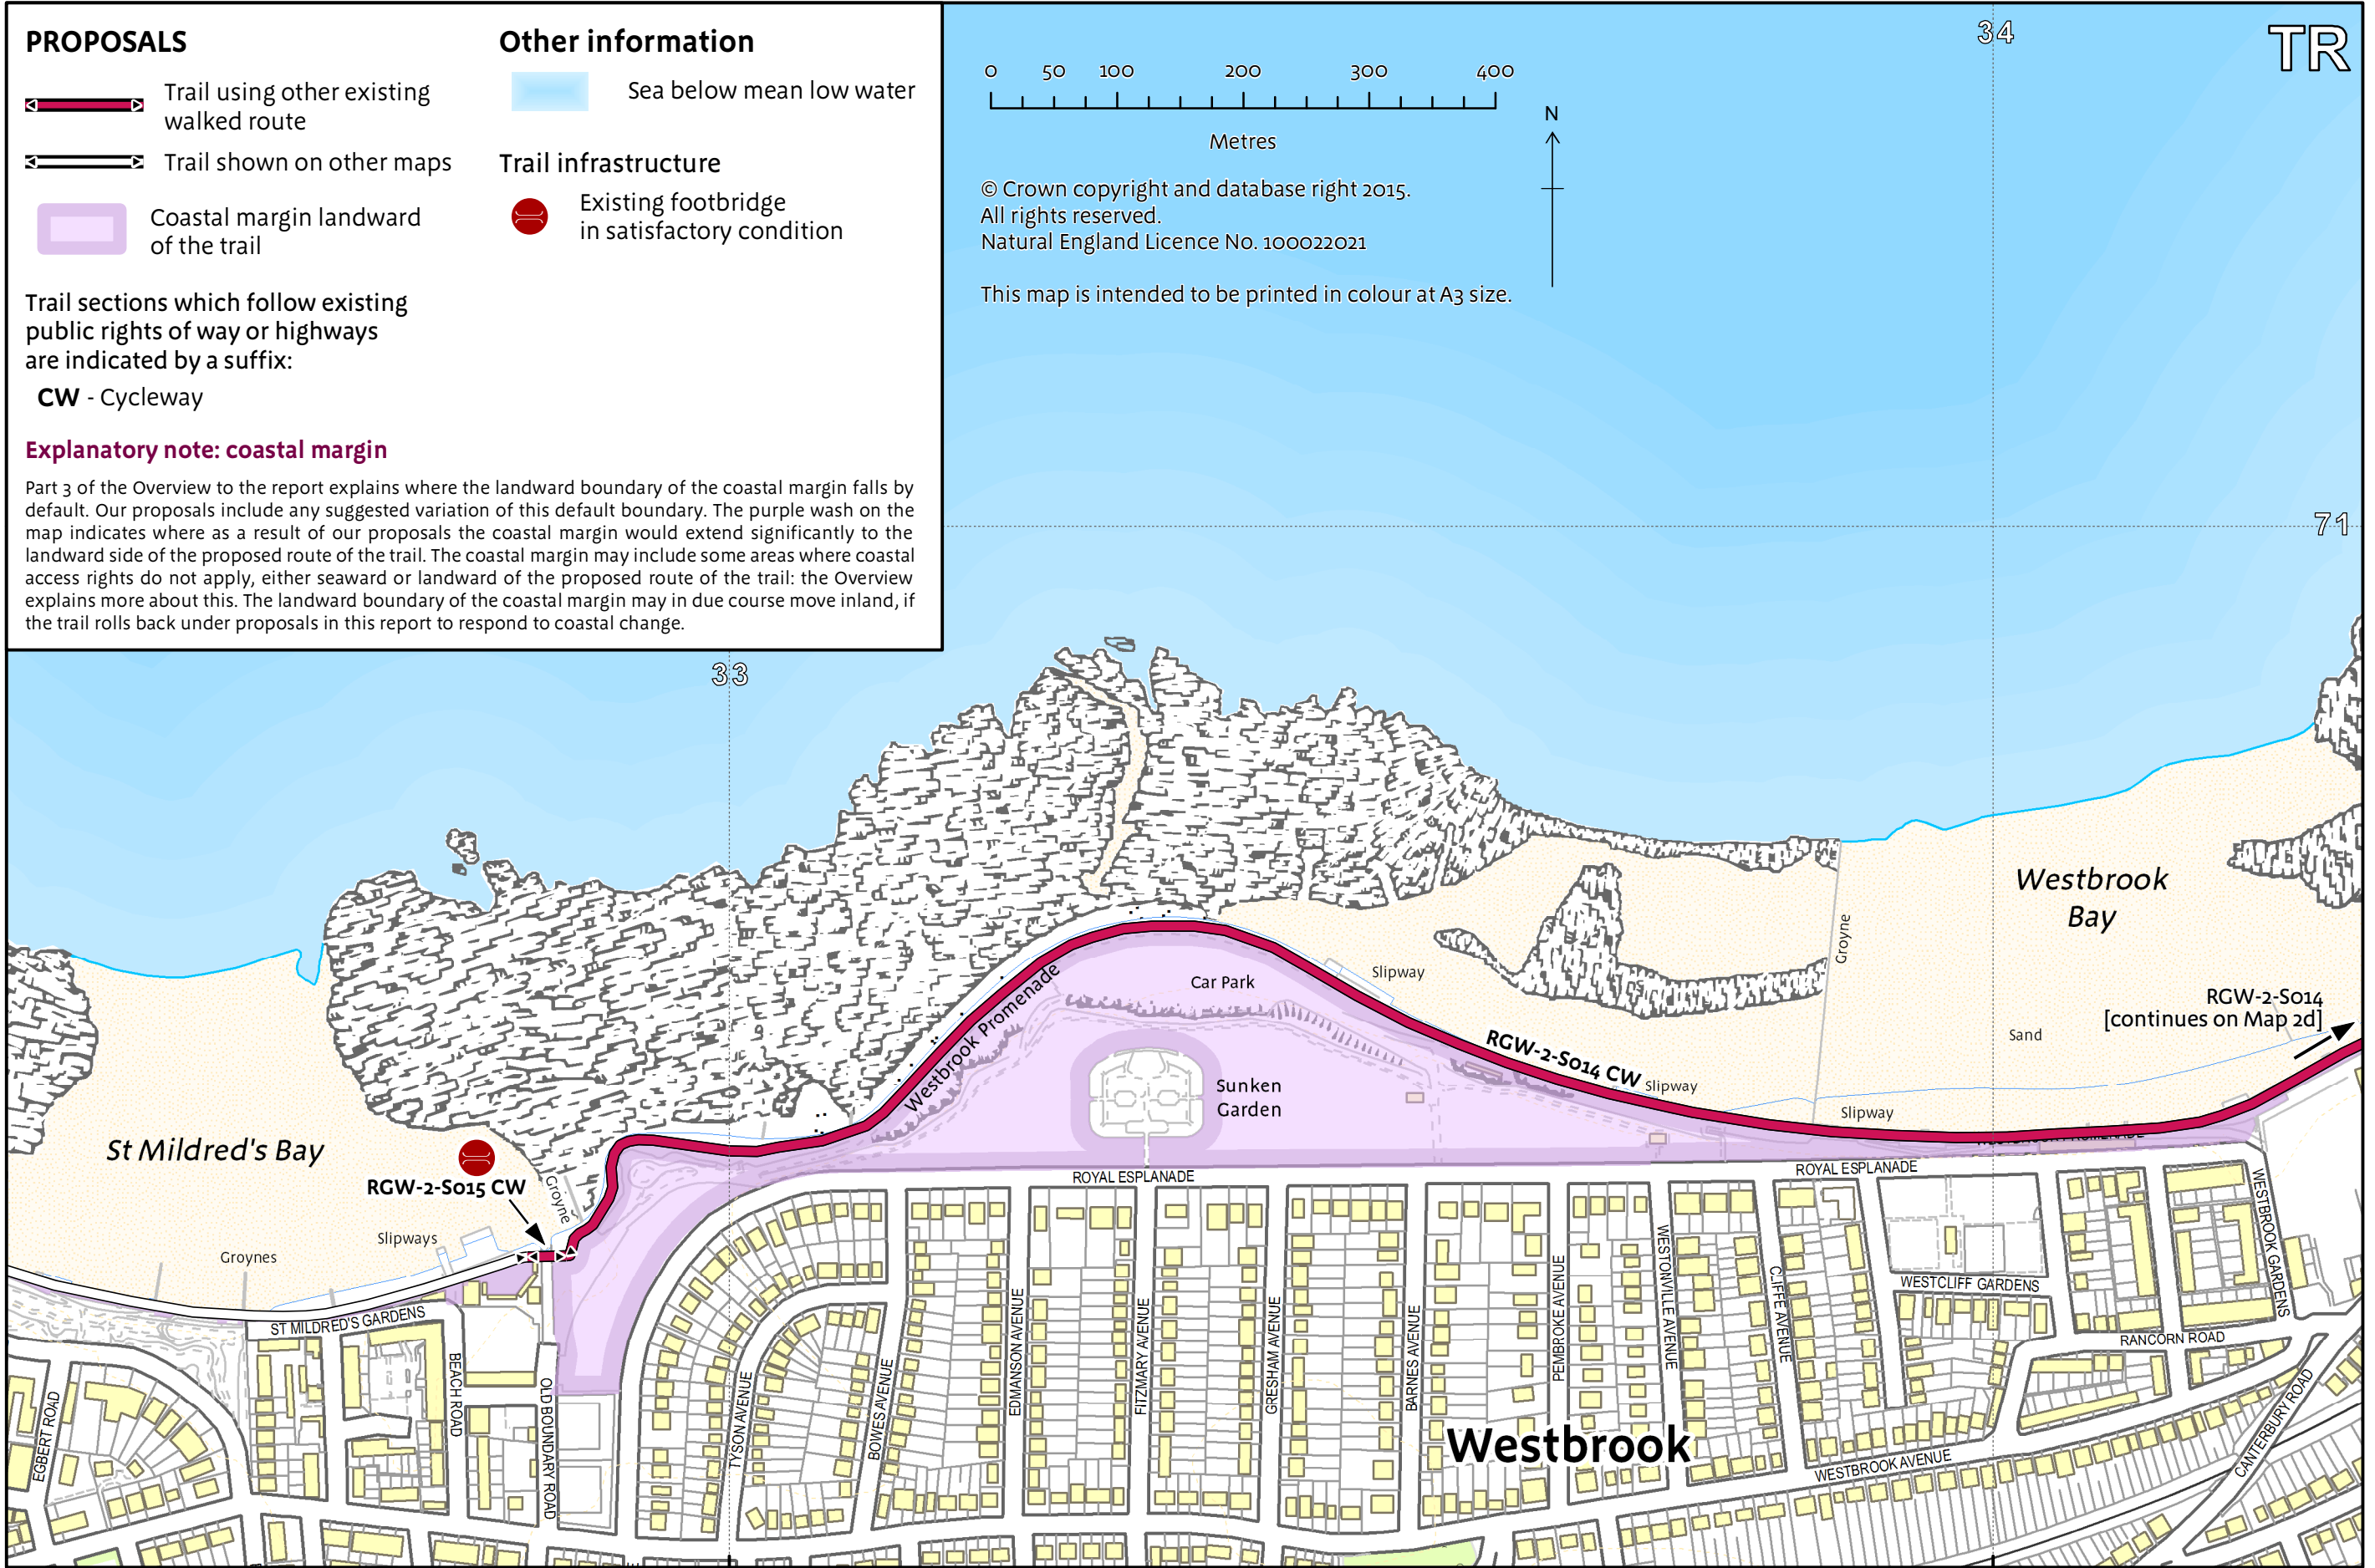 PROPOSALS
Trail using other existing
walked route
Trail shown on other maps
Coastal margin landward
of the trail
Trail sections which follow existing
public rights of way or highways
are indicated by a suffix:
CW - Cycleway
Other information
Sea below mean low water
Trail infrastructure
Existing footbridge
in satisfactory condition
Explanatory note: coastal margin
Part 3 of the Overview to the report explains where the landward boundary of the coastal margin falls by
default. Our proposals include any suggested variation of this default boundary. The purple wash on the
map indicates where as a result of our proposals the coastal margin would extend significantly to the
landward side of the proposed route of the trail. The coastal margin may include some areas where coastal
access rights do not apply, either seaward or landward of the proposed route of the trail: the Overview
explains more about this. The landward boundary of the coastal margin may in due course move inland, if
the trail rolls back under proposals in this report to respond to coastal change.
0 50 100 200 300 400
Metres
N
© Crown copyright and database right 2015.
All rights reserved.
Natural England Licence No. 100022021
This map is intended to be printed in colour at A3 size.
34
TR
71
33
Westbrook
Bay
Groyne
Slipway
Car Park
Westbrook Promenade
RGW-2-S014
[continues on Map 2d]
Sand
RGW-2-S014 CW
Slipway
Slipway
Sunken
Garden
St Mildred's Bay
RGW-2-S015 CW
Groyne
Slipways
Groynes
WESTBROOK PROMENADE
ROYAL ESPLANADE
ROYAL ESPLANADE
ST MILDRED'S GARDENS
EGBERT ROAD
BEACH ROAD
OLD BOUNDARY ROAD
TYSON AVENUE
BOWES AVENUE
EDMANSON AVENUE
FITZMARY AVENUE
GRESHAM AVENUE
BARNES AVENUE
PEMBROKE AVENUE
WESTONVILLE AVENUE
CLIFFE AVENUE
WESTCLIFF GARDENS
WESTBROOK GARDENS
RANCORN ROAD
Westbrook
WESTBROOK AVENUE
CANTERBURY ROAD